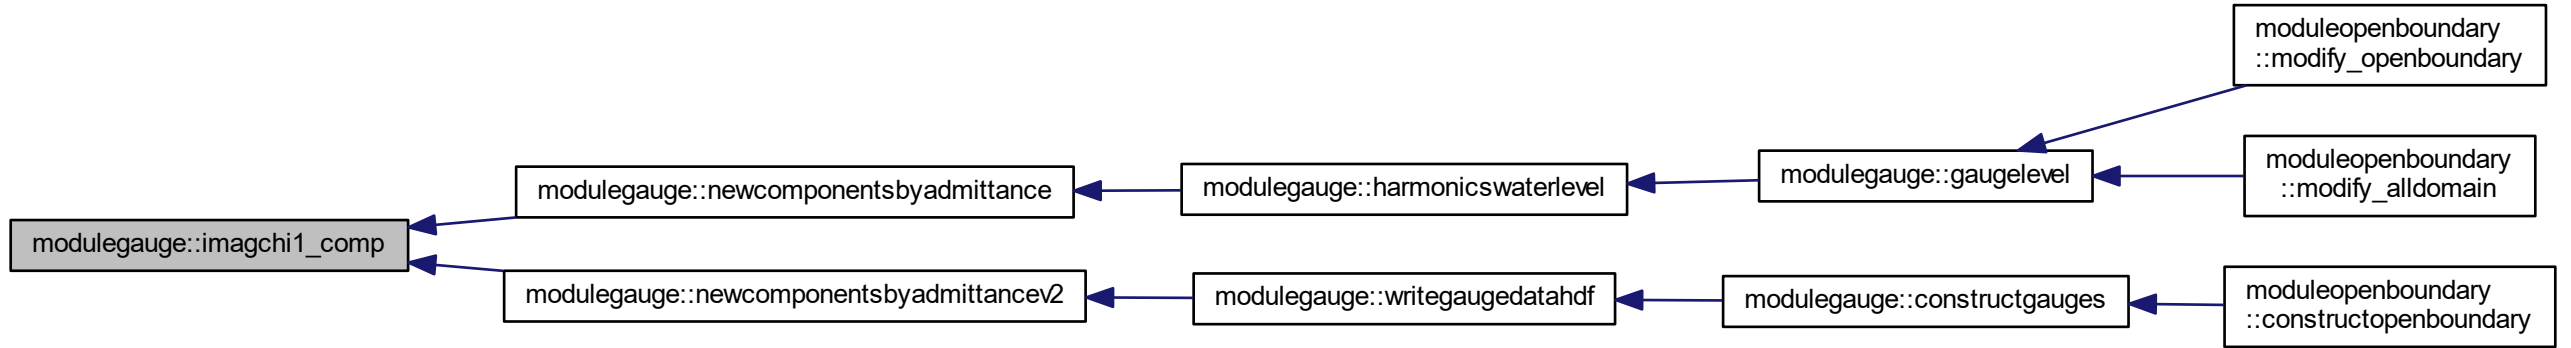 moduleopenboundary
::modify_openboundary
moduleopenboundary
::modify_alldomain
modulegauge::gaugelevel
modulegauge::harmonicswaterlevel
modulegauge::newcomponentsbyadmittance
modulegauge::imagchi1_comp
modulegauge::newcomponentsbyadmittancev2
modulegauge::writegaugedatahdf
modulegauge::constructgauges
moduleopenboundary
::constructopenboundary